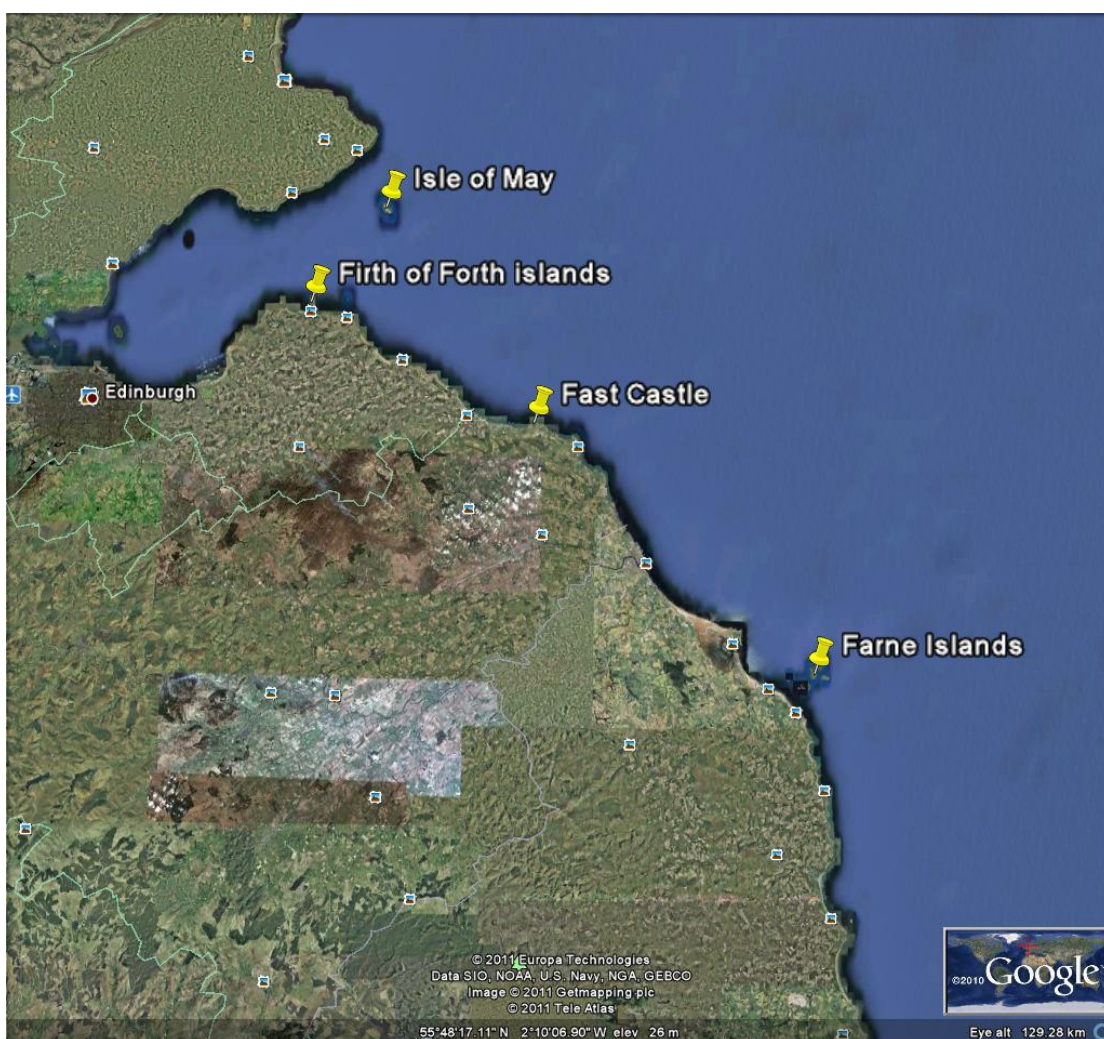 Isle of May
Firth of Forth islands
Edinburgh
Fast Castle
Farne Islands
© 2011 Europa Technologies
Data SIO, NOAA, U.S. Navy, NGA, GEBCO
Image © 2011 Getmapping plc
© 2011 Tele Atlas
©2010 Google
55°48'17.11" N 2°10'06.90" W elev 26 m
Eye alt 129.28 km